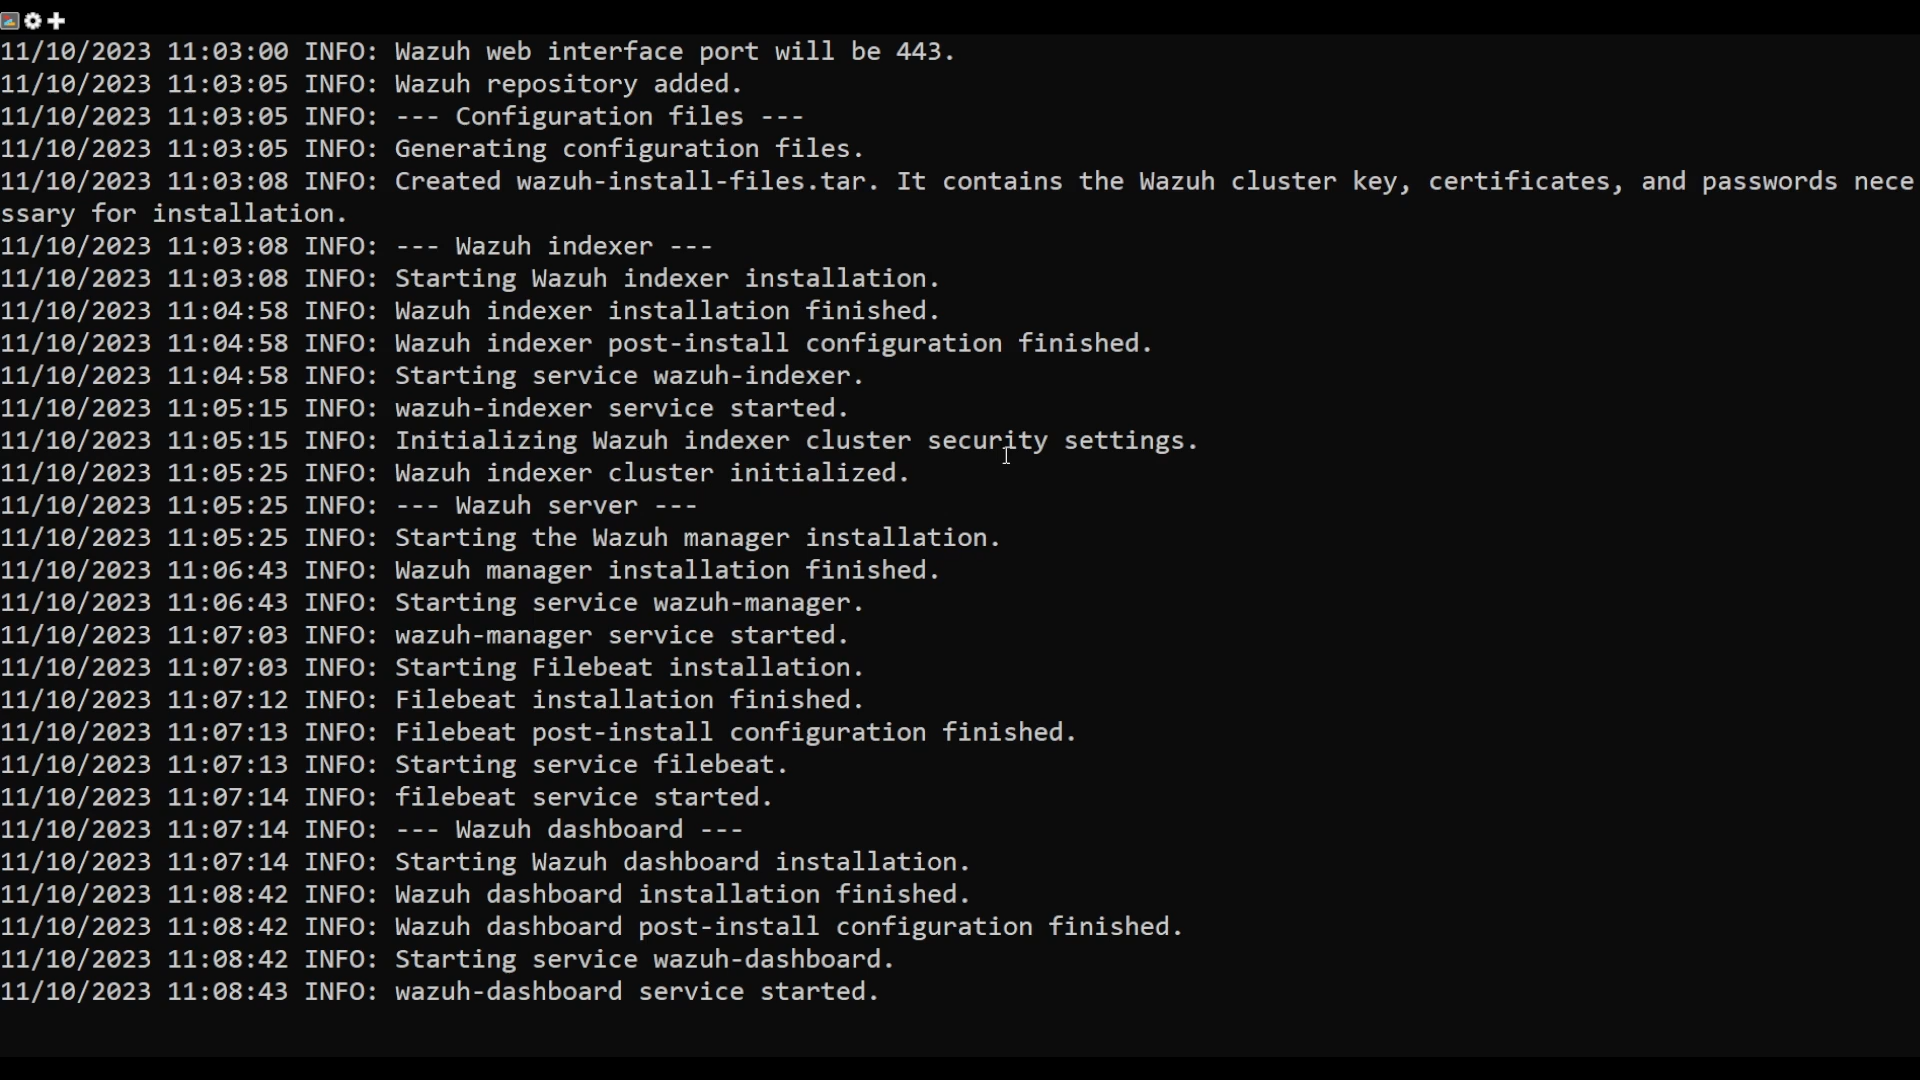 11/10/2023 11:03:00 INFO: Wazuh web interface port will be 443.
11/10/2023 11:03:05 INFO: Wazuh repository added.
11/10/2023 11:03:05 INFO: --- Configuration files ---
11/10/2023 11:03:05 INFO: Generating configuration files.
11/10/2023 11:03:08 INFO: Created wazuh-install-files.tar. It contains the Wazuh cluster key, certificates, and passwords nece
ssary for installation.
11/10/2023 11:03:08 INFO: --- Wazuh indexer ---
11/10/2023 11:03:08 INFO: Starting Wazuh indexer installation.
11/10/2023 11:04:58 INFO: Wazuh indexer installation finished.
11/10/2023 11:04:58 INFO: Wazuh indexer post-install configuration finished.
11/10/2023 11:04:58 INFO: Starting service wazuh-indexer.
11/10/2023 11:05:15 INFO: wazuh-indexer service started.
11/10/2023 11:05:15 INFO: Initializing Wazuh indexer cluster security settings.
11/10/2023 11:05:25 INFO: Wazuh indexer cluster initialized.
11/10/2023 11:05:25 INFO: --- Wazuh server ---
11/10/2023 11:05:25 INFO: Starting the Wazuh manager installation.
11/10/2023 11:06:43 INFO: Wazuh manager installation finished.
11/10/2023 11:06:43 INFO: Starting service wazuh-manager.
11/10/2023 11:07:03 INFO: wazuh-manager service started.
11/10/2023 11:07:03 INFO: Starting Filebeat installation.
11/10/2023 11:07:12 INFO: Filebeat installation finished.
11/10/2023 11:07:13 INFO: Filebeat post-install configuration finished.
11/10/2023 11:07:13 INFO: Starting service filebeat.
11/10/2023 11:07:14 INFO: filebeat service started.
11/10/2023 11:07:14 INFO: --- Wazuh dashboard ---
11/10/2023 11:07:14 INFO: Starting Wazuh dashboard installation.
11/10/2023 11:08:42 INFO: Wazuh dashboard installation finished.
11/10/2023 11:08:42 INFO: Wazuh dashboard post-install configuration finished.
11/10/2023 11:08:42 INFO: Starting service wazuh-dashboard.
11/10/2023 11:08:43 INFO: wazuh-dashboard service started.